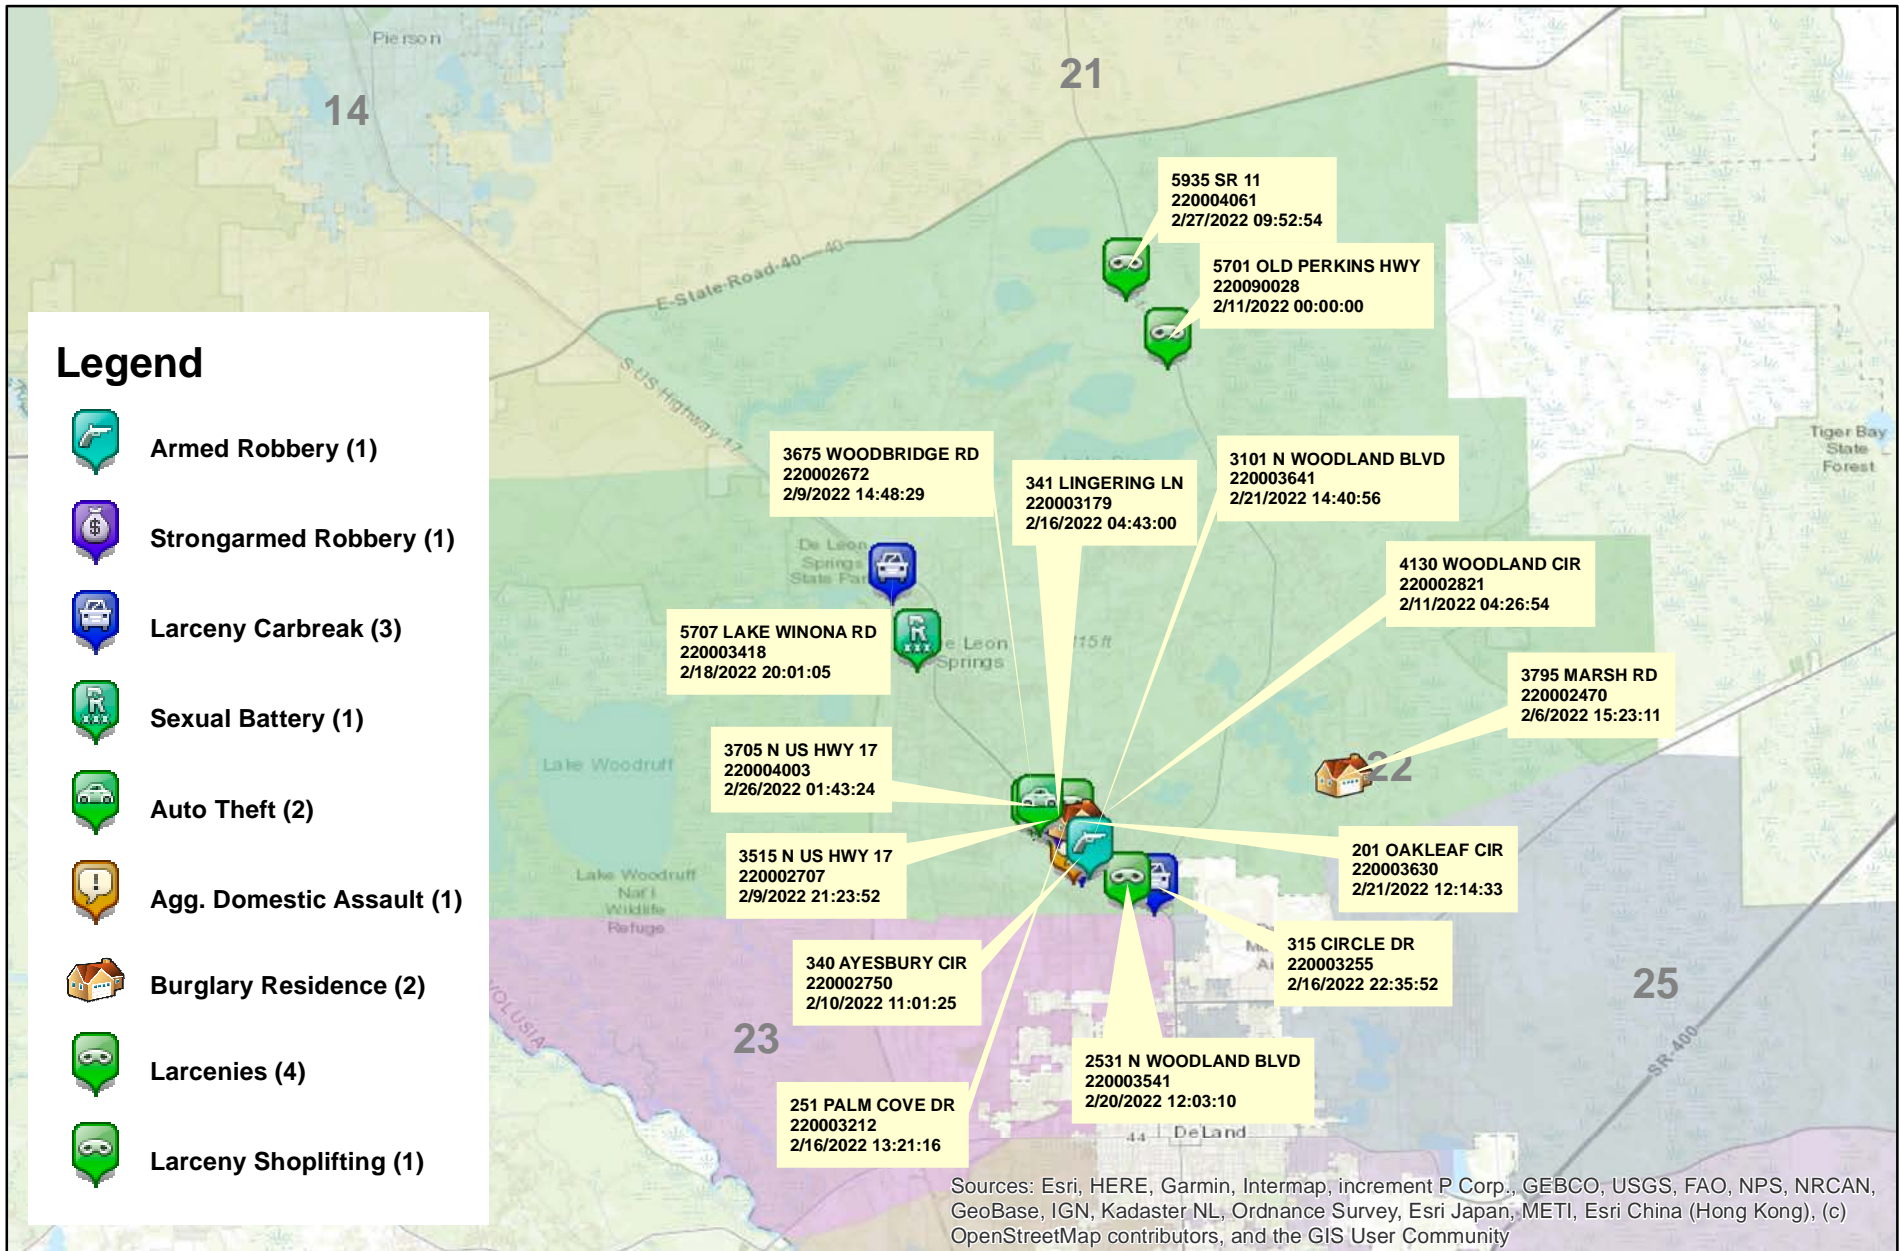 Pierson
14
21
5935 SR 11
220004061
2/27/2022 09:52:54
5701 OLD PERKINS HWY
220090028
2/11/2022 00:00:00
E-State-Road-40
40
S-US Highway-17
Legend
Armed Robbery (1)
Strongarmed Robbery (1)
Larceny Carbreak (3)
Sexual Battery (1)
Auto Theft (2)
Agg. Domestic Assault (1)
Burglary Residence (2)
Larcenies (4)
Larceny Shoplifting (1)
Tiger Bay
State
Forest
3675 WOODBRIDGE RD
220002672
2/9/2022 14:48:29
341 LINGERING LN
220003179
2/16/2022 04:43:00
3101 N WOODLAND BLVD
220003641
2/21/2022 14:40:56
De Leon
Springs
State Par
4130 WOODLAND CIR
220002821
2/11/2022 04:26:54
5707 LAKE WINONA RD
220003418
2/18/2022 20:01:05
e Leon
Springs
115 ft
3795 MARSH RD
220002470
2/6/2022 15:23:11
22
3705 N US HWY 17
220004003
2/26/2022 01:43:24
Lake Woodruff
3515 N US HWY 17
220002707
2/9/2022 21:23:52
Lake Woodruff
Nat'l
Wildlife
Refuge
201 OAKLEAF CIR
220003630
2/21/2022 12:14:33
315 CIRCLE DR
220003255
2/16/2022 22:35:52
340 AYESBURY CIR
220002750
2/10/2022 11:01:25
25
VOLUSIA
23
2531 N WOODLAND BLVD
220003541
2/20/2022 12:03:10
SR-400
251 PALM COVE DR
220003212
2/16/2022 13:21:16
44
DeLand
Sources: Esri, HERE, Garmin, Intermap, increment P Corp., GEBCO, USGS, FAO, NPS, NRCAN,
GeoBase, IGN, Kadaster NL, Ordnance Survey, Esri Japan, METI, Esri China (Hong Kong), (c)
OpenStreetMap contributors, and the GIS User Community